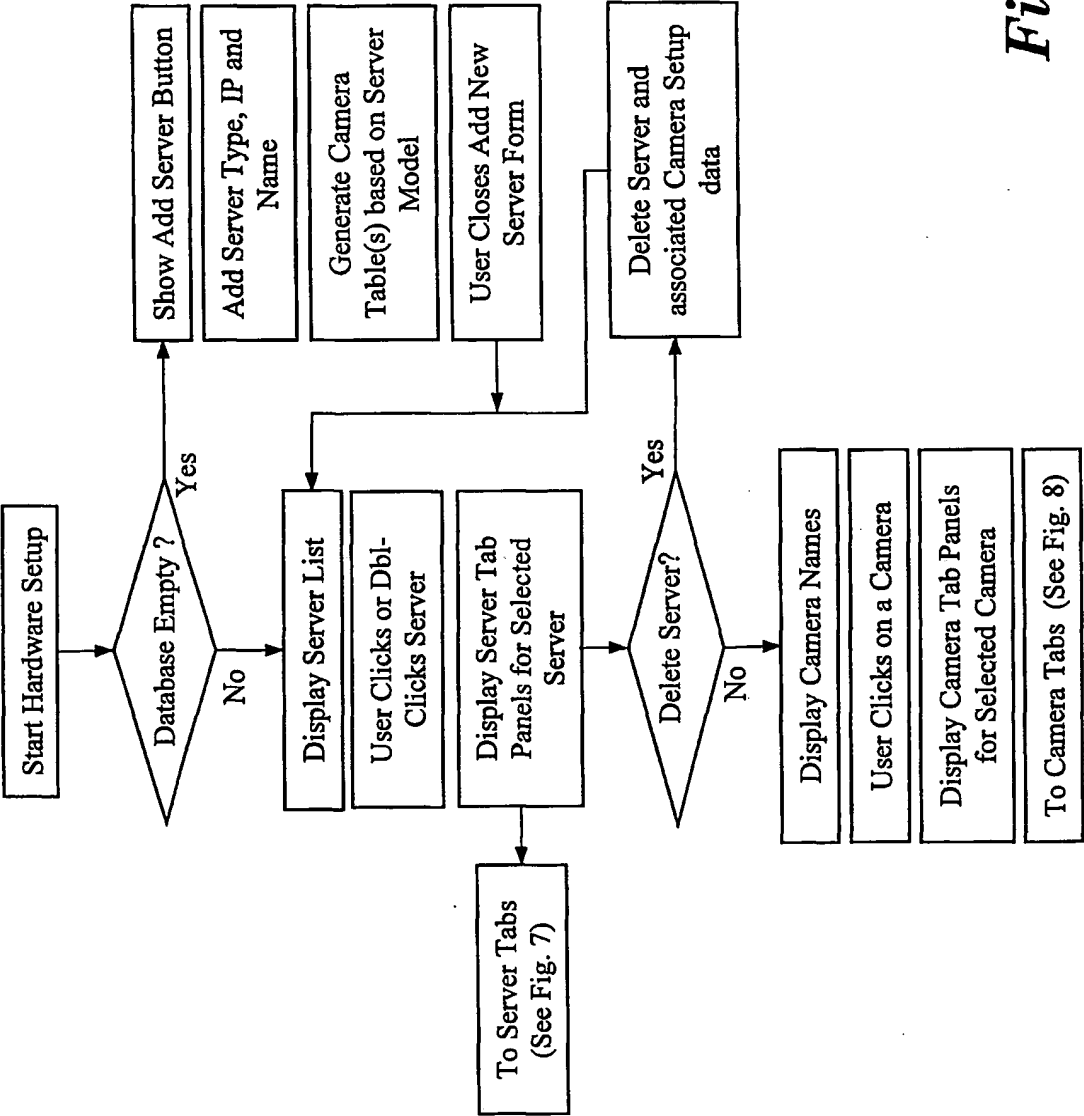 Start Hardware Setup
Database Empty ?
Yes
No
Show Add Server Button
Add Server Type, IP and
Name
Generate Camera
Table(s) based on Server
Model
User Closes Add New
Server Form
Display Server List
User Clicks or Dbl-
Clicks Server
Display Server Tab
Panels for Selected
Server
To Server Tabs
(See Fig. 7)
Delete Server?
Yes
No
Delete Server and
associated Camera Setup
data
Display Camera Names
User Clicks on a Camera
Display Camera Tab Panels
for Selected Camera
To Camera Tabs (See Fig. 8)